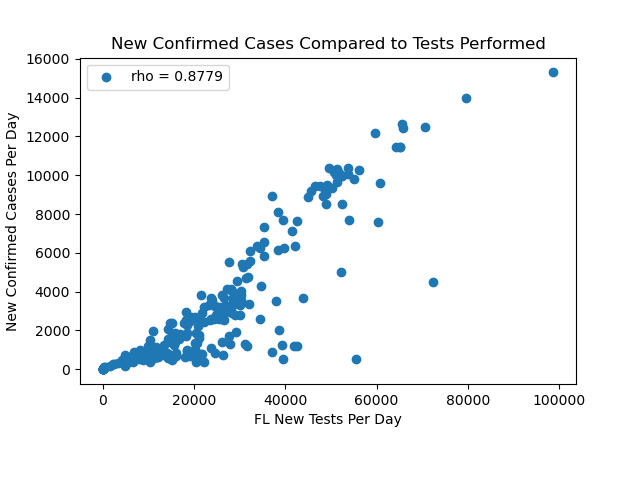 New Confirmed Cases Compared to Tests Performed
rho = 0.8779
16000
14000
12000
10000
8000
6000
4000
2000
0
New Confirmed Caeses Per Day
0 20000 40000 60000 80000 100000
FL New Tests Per Day